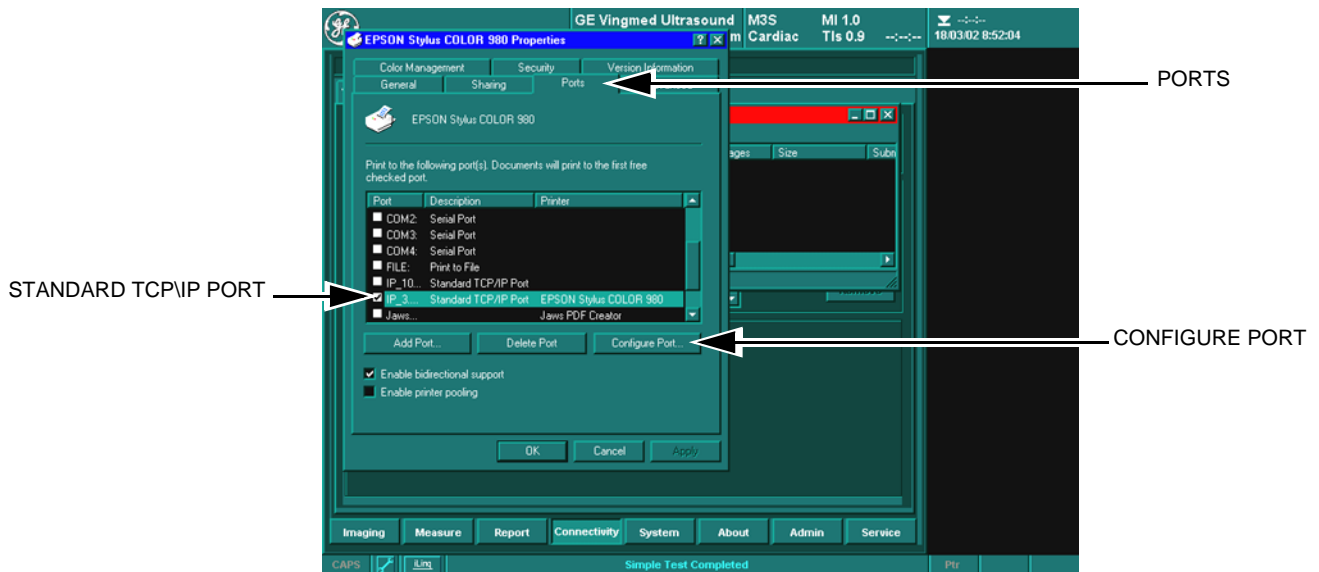 GE Vingmed Ultrasound M3S MI 1.0 --:--:--
m Cardiac TIs 0.9 --:--:-- 18/03/02 8:52:04
EPSON Stylus COLOR 980 Properties
Color Management Security Version Information
General Sharing Ports
PORTS
EPSON Stylus COLOR 980
ages Size Subm
Print to the following port(s). Documents will print to the first free
checked port.
Port Description Printer
COM2: Serial Port
COM3: Serial Port
COM4: Serial Port
FILE: Print to File
IP_10... Standard TCP/IP Port
STANDARD TCP\IP PORT
IP_3.... Standard TCP/IP Port EPSON Stylus COLOR 980
Jaws... Jaws PDF Creator
Add Port... Delete Port Configure Port...
CONFIGURE PORT
Enable bidirectional support
Enable printer pooling
OK Cancel Apply
Imaging Measure Report Connectivity System About Admin Service
CAPS iLinq Simple Test Completed Ptr